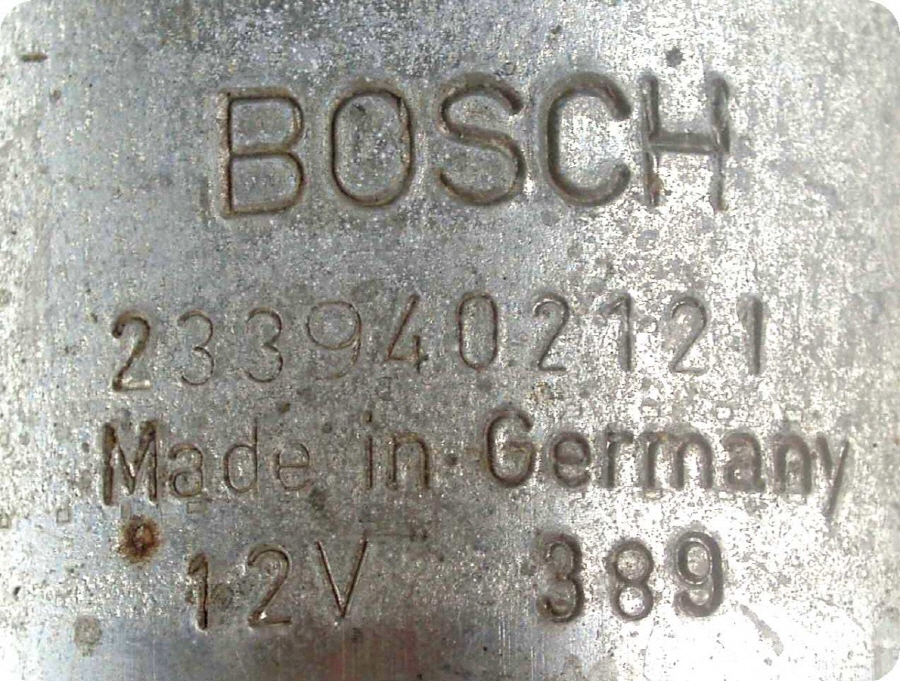 BOSCH
2339402121
Made in Germany
12V 389